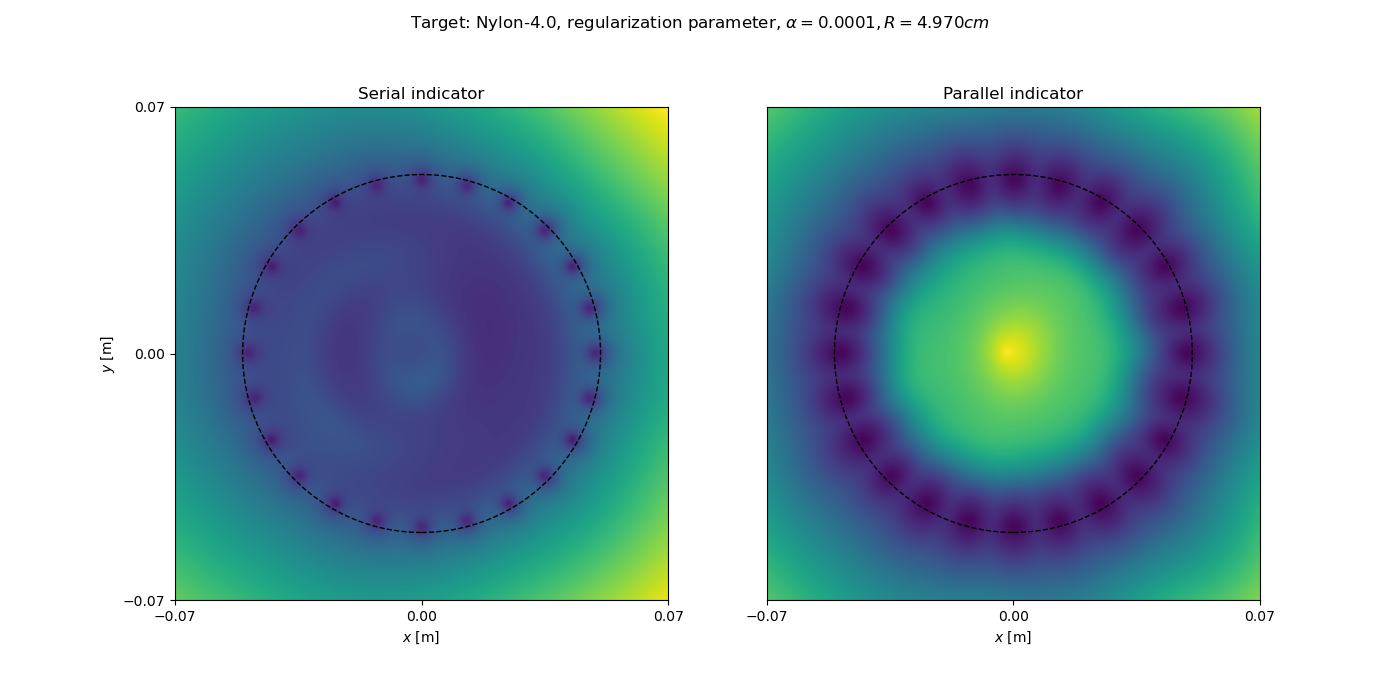 Target: Nylon-4.0, regularization parameter, α = 0.0001, R = 4.970cm
Serial indicator
Parallel indicator
0.07
0.00
−0.07
y [m]
−0.07 0.00 0.07
x [m]
−0.07 0.00 0.07
x [m]